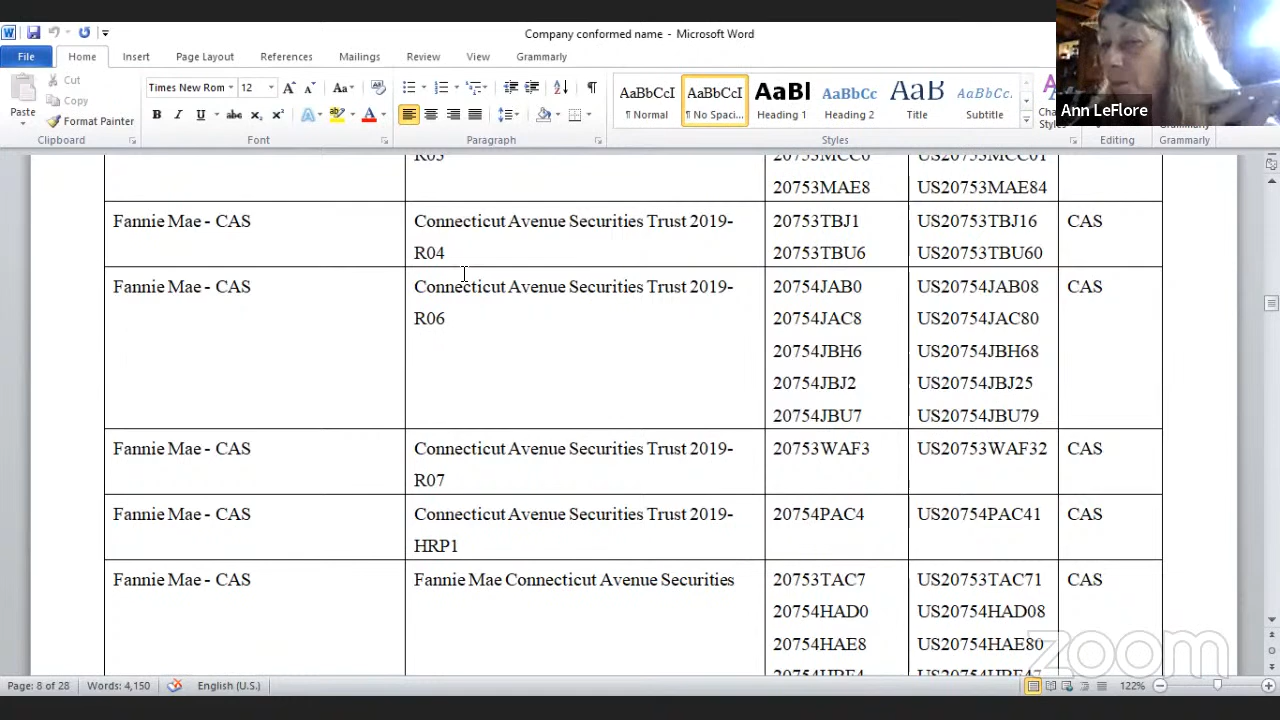 Company conformed name - Microsoft Word
File Home Insert Page Layout References Mailings Review View Grammarly
Paste
Cut
Copy
Format Painter
Clipboard
Times New Rom 12
Font
Paragraph
AaBbCcI AaBbCcI AaBl AaBbCc AaB AaBbCc.
¶ Normal ¶ No Spaci... Heading 1 Heading 2 Title Subtitle
Styles
Styles
Editing
Grammarly
Ann LeFlore
R03 20753MCC0 US20753MCC01
20753MAE8 US20753MAE84
Fannie Mae - CAS Connecticut Avenue Securities Trust 2019- 20753TBJ1 US20753TBJ16 CAS
R04 20753TBU6 US20753TBU60
Fannie Mae - CAS Connecticut Avenue Securities Trust 2019- 20754JAB0 US20754JAB08 CAS
R06 20754JAC8 US20754JAC80
20754JBH6 US20754JBH68
20754JBJ2 US20754JBJ25
20754JBU7 US20754JBU79
Fannie Mae - CAS Connecticut Avenue Securities Trust 2019- 20753WAF3 US20753WAF32 CAS
R07
Fannie Mae - CAS Connecticut Avenue Securities Trust 2019- 20754PAC4 US20754PAC41 CAS
HRP1
Fannie Mae - CAS Fannie Mae Connecticut Avenue Securities 20753TAC7 US20753TAC71 CAS
20754HAD0 US20754HAD08
20754HAE8 US20754HAE80
zoom
Page: 8 of 28 Words: 4,150 English (U.S.) 122%